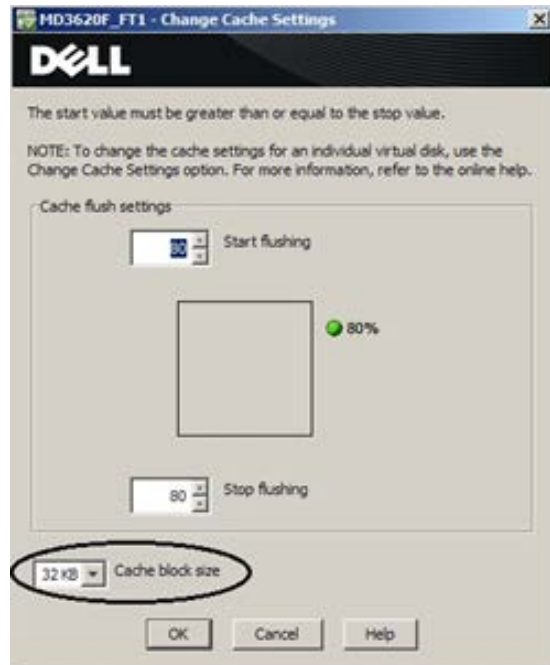 MD3620F_FT1 - Change Cache Settings
DELL
The start value must be greater than or equal to the stop value.
NOTE: To change the cache settings for an individual virtual disk, use the
Change Cache Settings option. For more information, refer to the online help.
Cache flush settings
80 Start flushing
80%
80 Stop flushing
32 KB Cache block size
OK Cancel Help